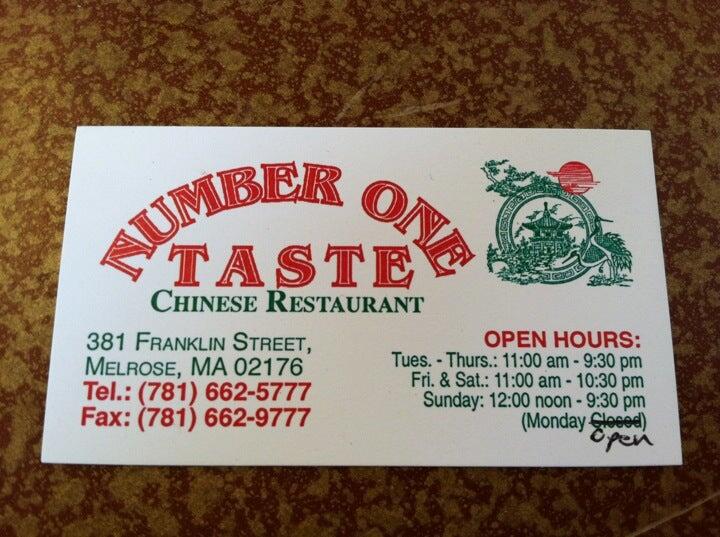 NUMBER ONE
TASTE
CHINESE RESTAURANT
381 FRANKLIN STREET,
MELROSE, MA 02176
Tel.: (781) 662-5777
Fax: (781) 662-9777
OPEN HOURS:
Tues. - Thurs.: 11:00 am - 9:30 pm
Fri. & Sat.: 11:00 am - 10:30 pm
Sunday: 12:00 noon - 9:30 pm
(Monday Closed)
open